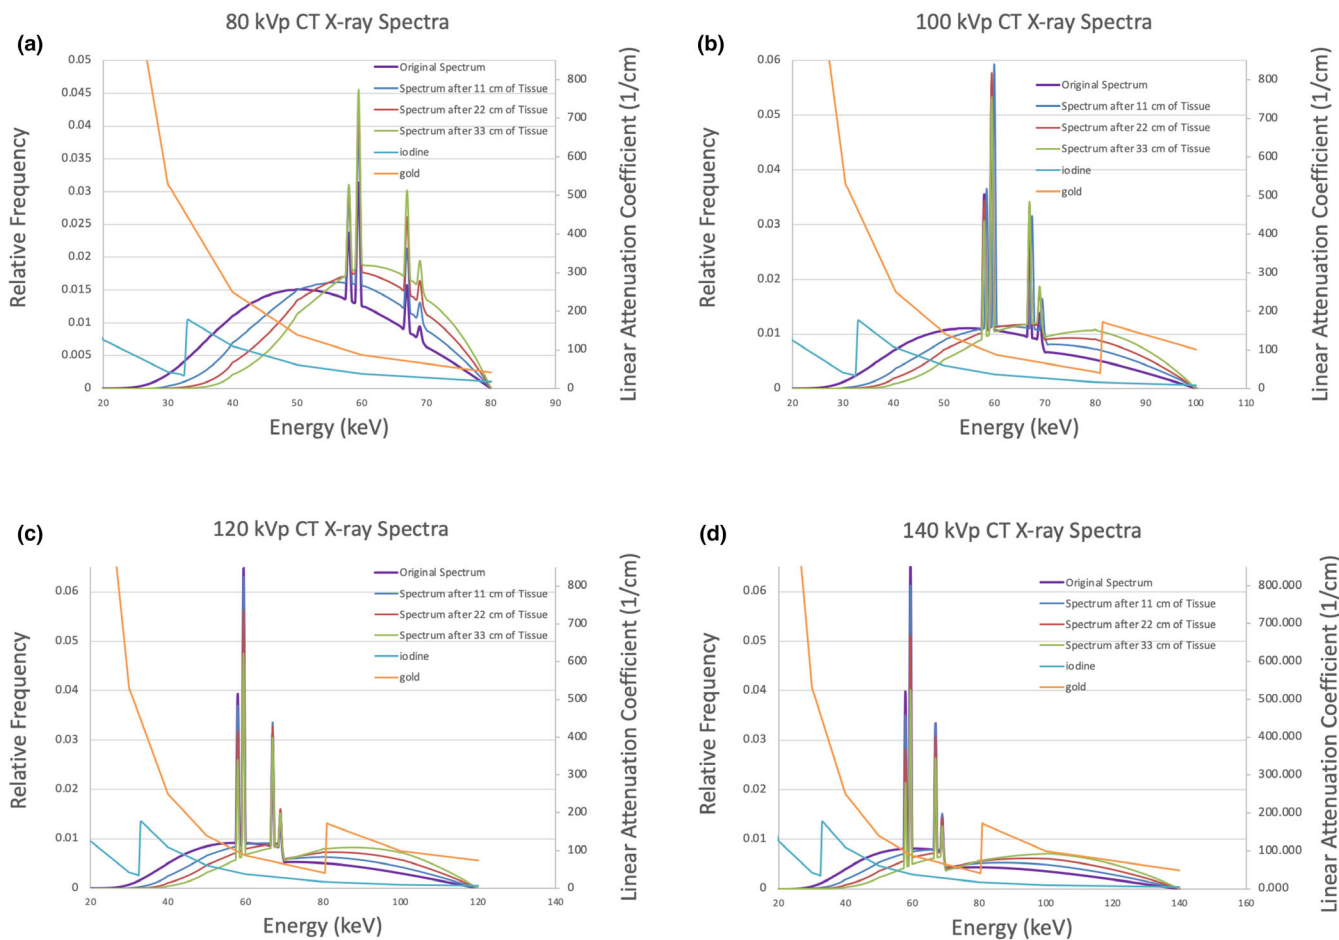 80 kVp CT X-ray Spectra
(a)
Relative Frequency
0.05
0.045
0.04
0.035
0.03
0.025
0.02
0.015
0.01
0.005
0
Original Spectrum
Spectrum after 11 cm of Tissue
Spectrum after 22 cm of Tissue
Spectrum after 33 cm of Tissue
iodine
gold
800
700
600
500
400
300
200
100
0
Linear Attenuation Coefficient (1/cm)
20 30 40 50 60 70 80 90
Energy (keV)
100 kVp CT X-ray Spectra
(b)
Relative Frequency
0.06
0.05
0.04
0.03
0.02
0.01
0
Original Spectrum
Spectrum after 11 cm of Tissue
Spectrum after 22 cm of Tissue
Spectrum after 33 cm of Tissue
iodine
gold
800
700
600
500
400
300
200
100
0
Linear Attenuation Coefficient (1/cm)
20 30 40 50 60 70 80 90 100 110
Energy (keV)
120 kVp CT X-ray Spectra
(c)
Relative Frequency
0.06
0.05
0.04
0.03
0.02
0.01
0
Original Spectrum
Spectrum after 11 cm of Tissue
Spectrum after 22 cm of Tissue
Spectrum after 33 cm of Tissue
iodine
gold
800
700
600
500
400
300
200
100
0
Linear Attenuation Coefficient (1/cm)
20 40 60 80 100 120 140
Energy (keV)
140 kVp CT X-ray Spectra
(d)
Relative Frequency
0.06
0.05
0.04
0.03
0.02
0.01
0
Original Spectrum
Spectrum after 11 cm of Tissue
Spectrum after 22 cm of Tissue
Spectrum after 33 cm of Tissue
iodine
gold
800.000
700.000
600.000
500.000
400.000
300.000
200.000
100.000
0.000
Linear Attenuation Coefficient (1/cm)
20 40 60 80 100 120 140 160
Energy (keV)